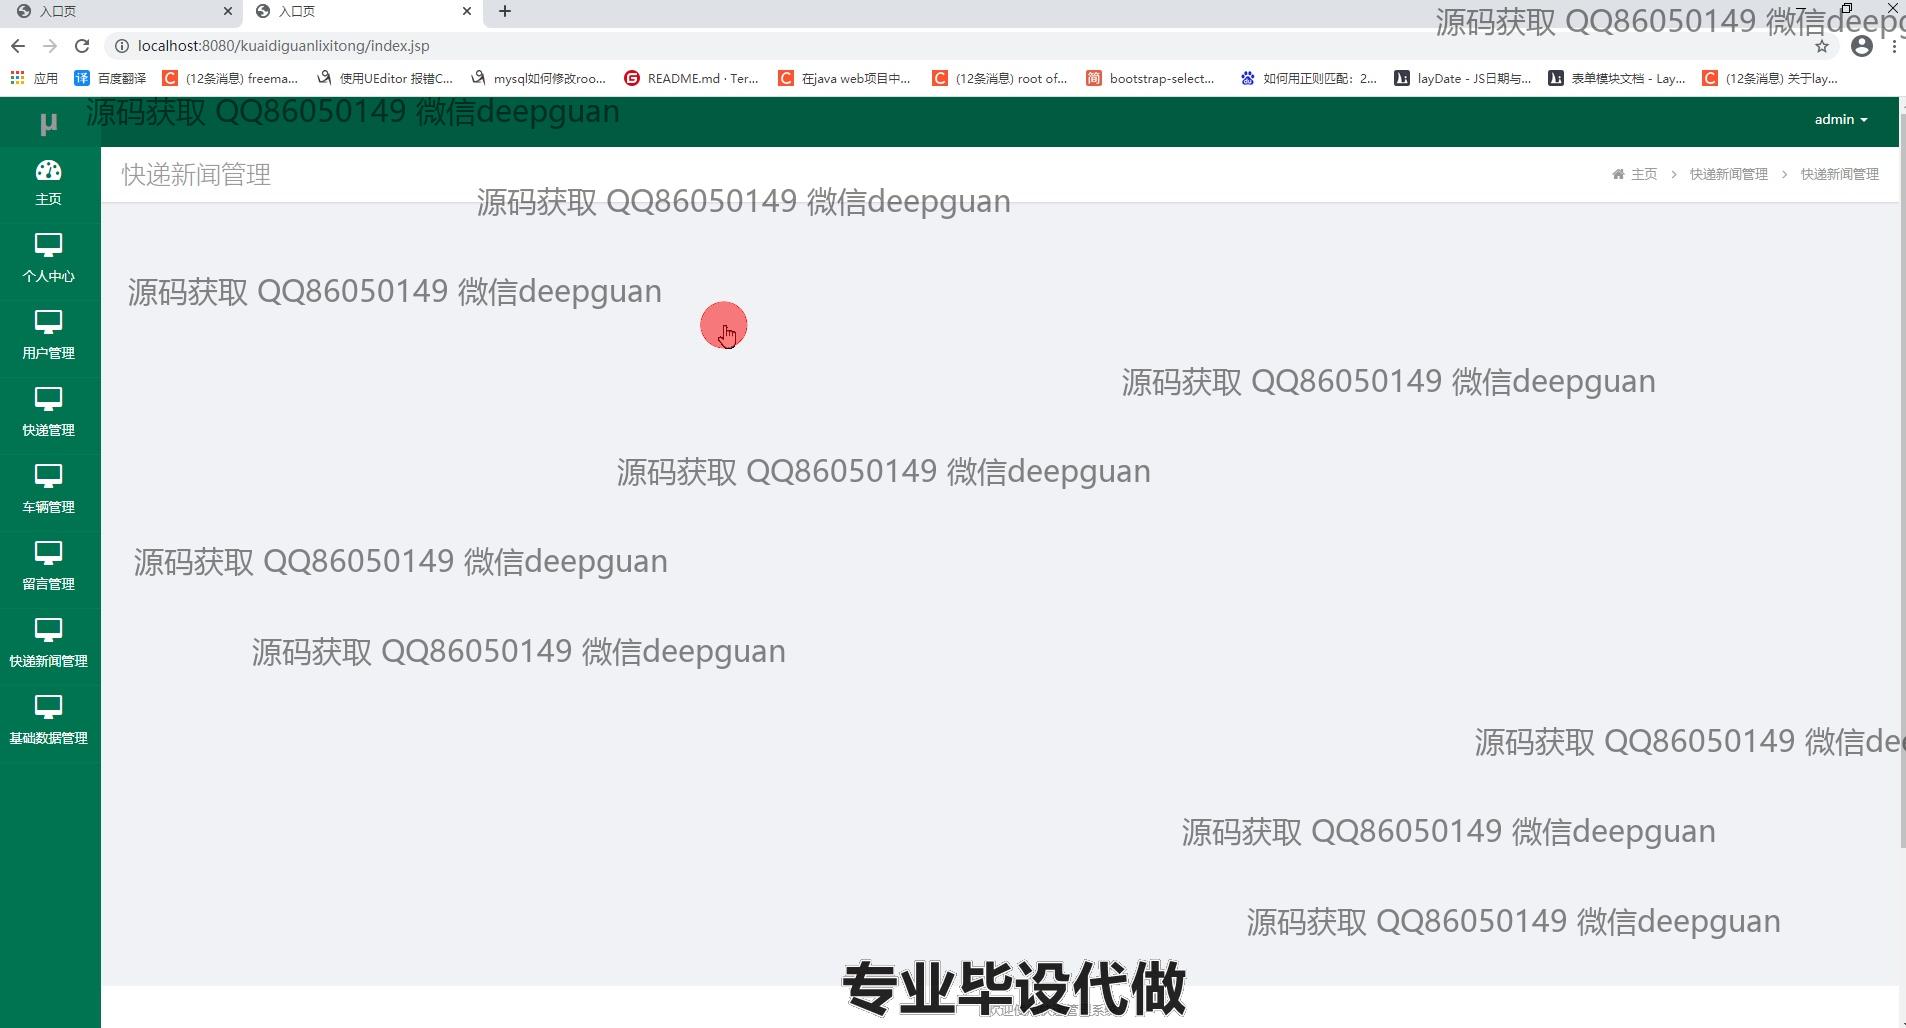 入口页
入口页
源码获取 QQ86050149 微信deepg
localhost:8080/kuaidiguanlixitong/index.jsp
应用 百度翻译 (12条消息) freema... 使用UEditor 报错C... mysql如何修改roo... README.md · Ter... 在java web项目中... (12条消息) root of... bootstrap-select... 如何用正则匹配：2... layDate - JS日期与... 表单模块文档 - Lay... (12条消息) 关于lay...
μ
源码获取 QQ86050149 微信deepguan
admin
快递新闻管理
主页 > 快递新闻管理 > 快递新闻管理
源码获取 QQ86050149 微信deepguan
主页
个人中心
源码获取 QQ86050149 微信deepguan
用户管理
源码获取 QQ86050149 微信deepguan
快递管理
源码获取 QQ86050149 微信deepguan
车辆管理
源码获取 QQ86050149 微信deepguan
留言管理
源码获取 QQ86050149 微信deepguan
快递新闻管理
基础数据管理
源码获取 QQ86050149 微信dee
源码获取 QQ86050149 微信deepguan
源码获取 QQ86050149 微信deepguan
专业毕设代做